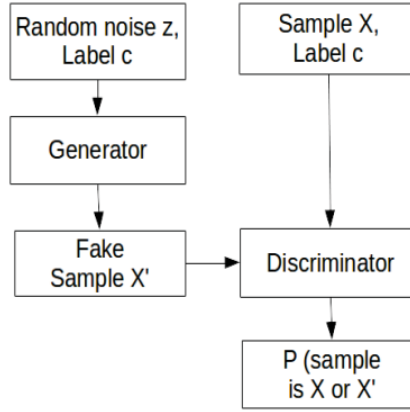 Random noise z,
Label c
Sample X,
Label c
Generator
Fake
Sample X'
Discriminator
P (sample
is X or X'